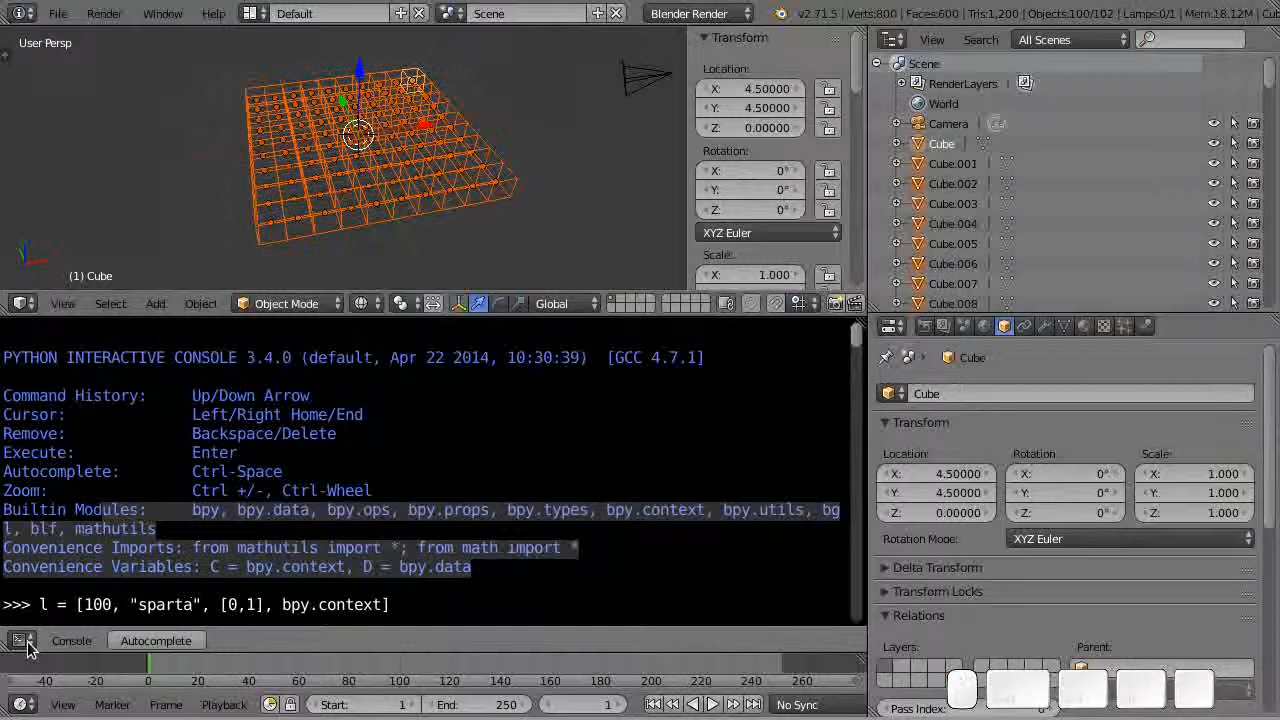 File Render Window Help Default Scene Blender Render v2.71.5 | Verts:800 | Faces:600 | Tris:1,200 | Objects:100/102 | Lamps:0/1 | Mem:18.12M | Cu
User Persp
(1) Cube
View Select Add Object Object Mode Global
Transform
Location:
X: 4.50000
Y: 4.50000
Z: 0.00000
Rotation:
X: 0°
Y: 0°
Z: 0°
XYZ Euler
Scale:
X: 1.000
View Search All Scenes
Scene
RenderLayers
World
Camera
Cube
Cube.001
Cube.002
Cube.003
Cube.004
Cube.005
Cube.006
Cube.007
Cube.008
PYTHON INTERACTIVE CONSOLE 3.4.0 (default, Apr 22 2014, 10:30:39) [GCC 4.7.1]
Command History: Up/Down Arrow
Cursor: Left/Right Home/End
Remove: Backspace/Delete
Execute: Enter
Autocomplete: Ctrl-Space
Zoom: Ctrl +/-, Ctrl-Wheel
Builtin Modules: bpy, bpy.data, bpy.ops, bpy.props, bpy.types, bpy.context, bpy.utils, bg
l, blf, mathutils
Convenience Imports: from mathutils import *; from math import *
Convenience Variables: C = bpy.context, D = bpy.data
>>> l = [100, "sparta", [0,1], bpy.context]
Console Autocomplete
-40 -20 0 20 40 60 80 100 120 140 160 180 200 220 240 260
View Marker Frame Playback Start: 1 End: 250 1 No Sync
Cube
Cube
Transform
Location: Rotation: Scale:
X: 4.50000 X: 0° X: 1.000
Y: 4.50000 Y: 0° Y: 1.000
Z: 0.00000 Z: 0° Z: 1.000
Rotation Mode: XYZ Euler
Delta Transform
Transform Locks
Relations
Layers: Parent:
Pass Index: